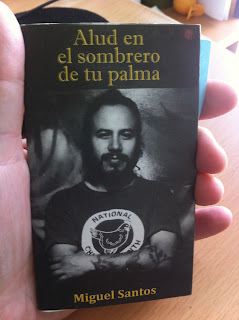 Alud en
el sombrero
de tu palma
NATIONAL
Miguel Santos